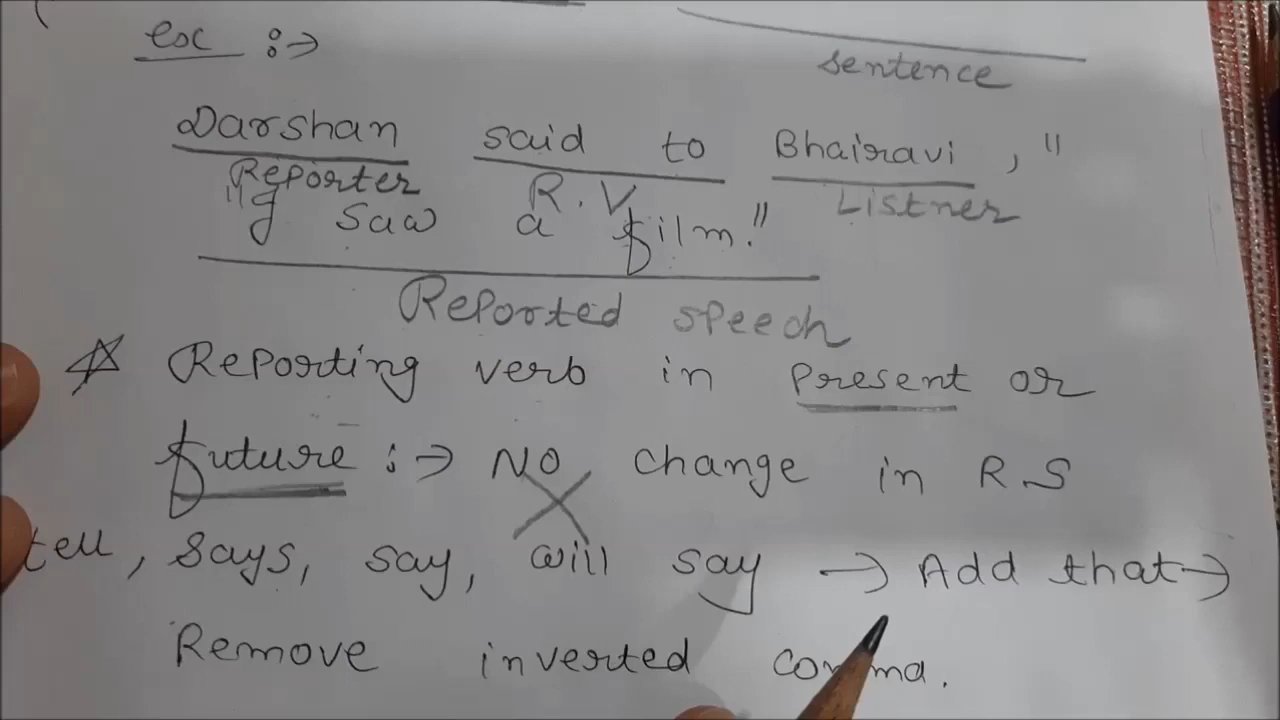 esc :→
sentence
Darshan said to Bhairavi , "
Reporter R.V Listner
"I saw a film."
Reported speech
☆ Reporting verb in Present or
future :→ No change in R S
tell, says, say, will say → Add that →
Remove inverted comma.